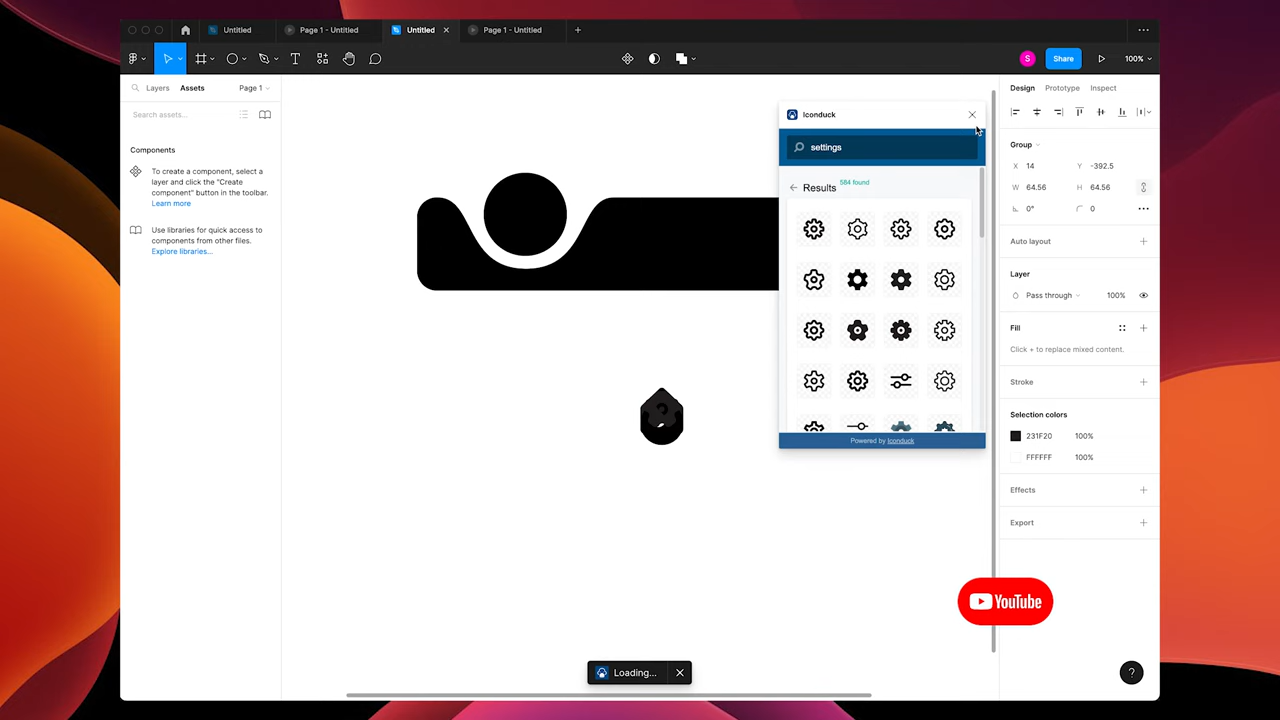 Untitled
Page 1 - Untitled
Untitled
Page 1 - Untitled
Share
100%
S
Layers
Assets
Page 1
Search assets...
Components
To create a component, select a
layer and click the "Create
component" button in the toolbar.
Learn more
Use libraries for quick access to
components from other files.
Explore libraries...
Iconduck
settings
Results
584 found
Powered by Iconduck
Design
Prototype
Inspect
Group
X 14
Y -392.5
W 64.56
H 64.56
0°
0
Auto layout
Layer
Pass through
100%
Fill
Click + to replace mixed content.
Stroke
Selection colors
231F20 100%
FFFFFF 100%
Effects
Export
YouTube
Loading...
?